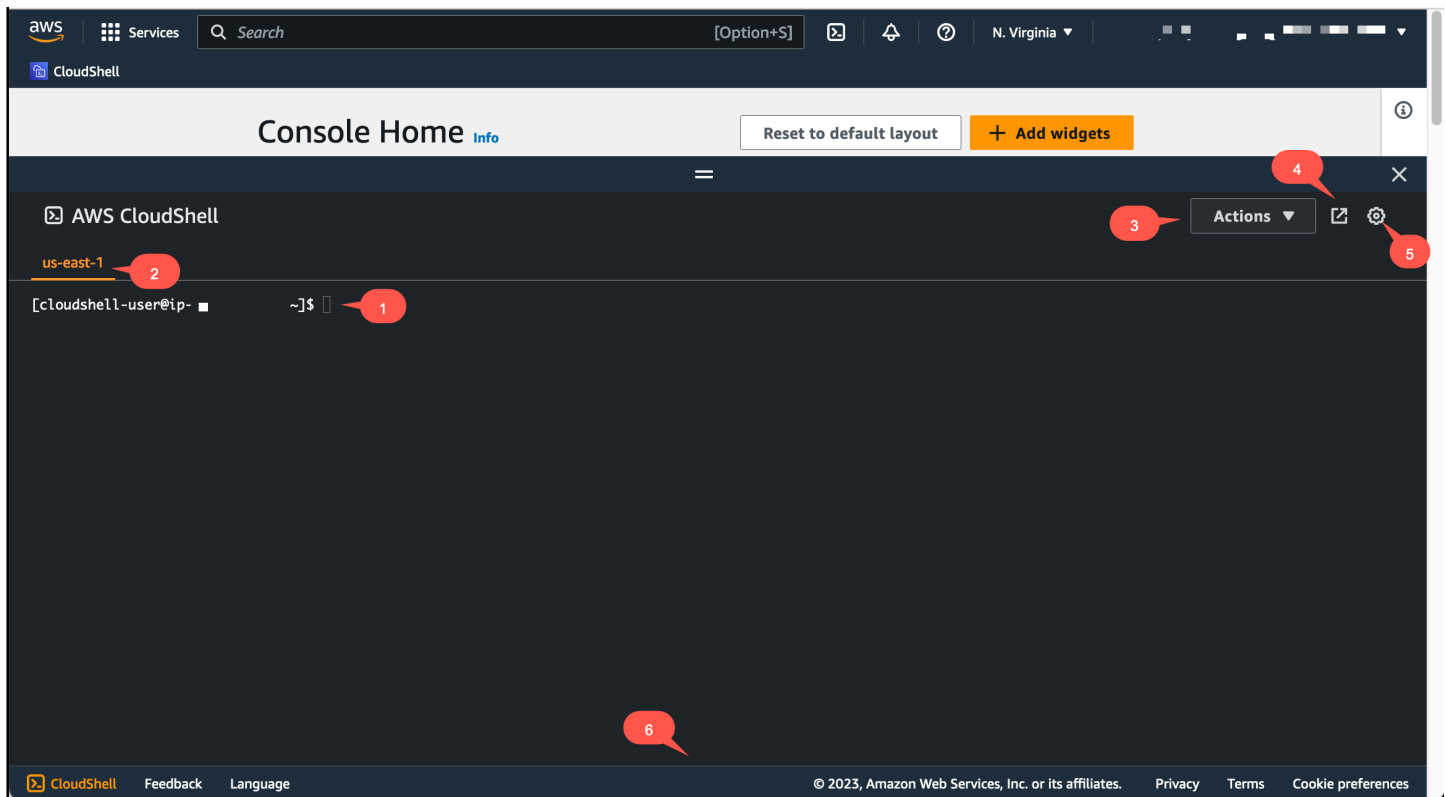 aws Services Search [Option+S] N. Virginia ▼
CloudShell
Console Home Info Reset to default layout + Add widgets
4
AWS CloudShell Actions ▼
3
5
us-east-1
2
[cloudshell-user@ip- ~]$
1
6
CloudShell Feedback Language © 2023, Amazon Web Services, Inc. or its affiliates. Privacy Terms Cookie preferences